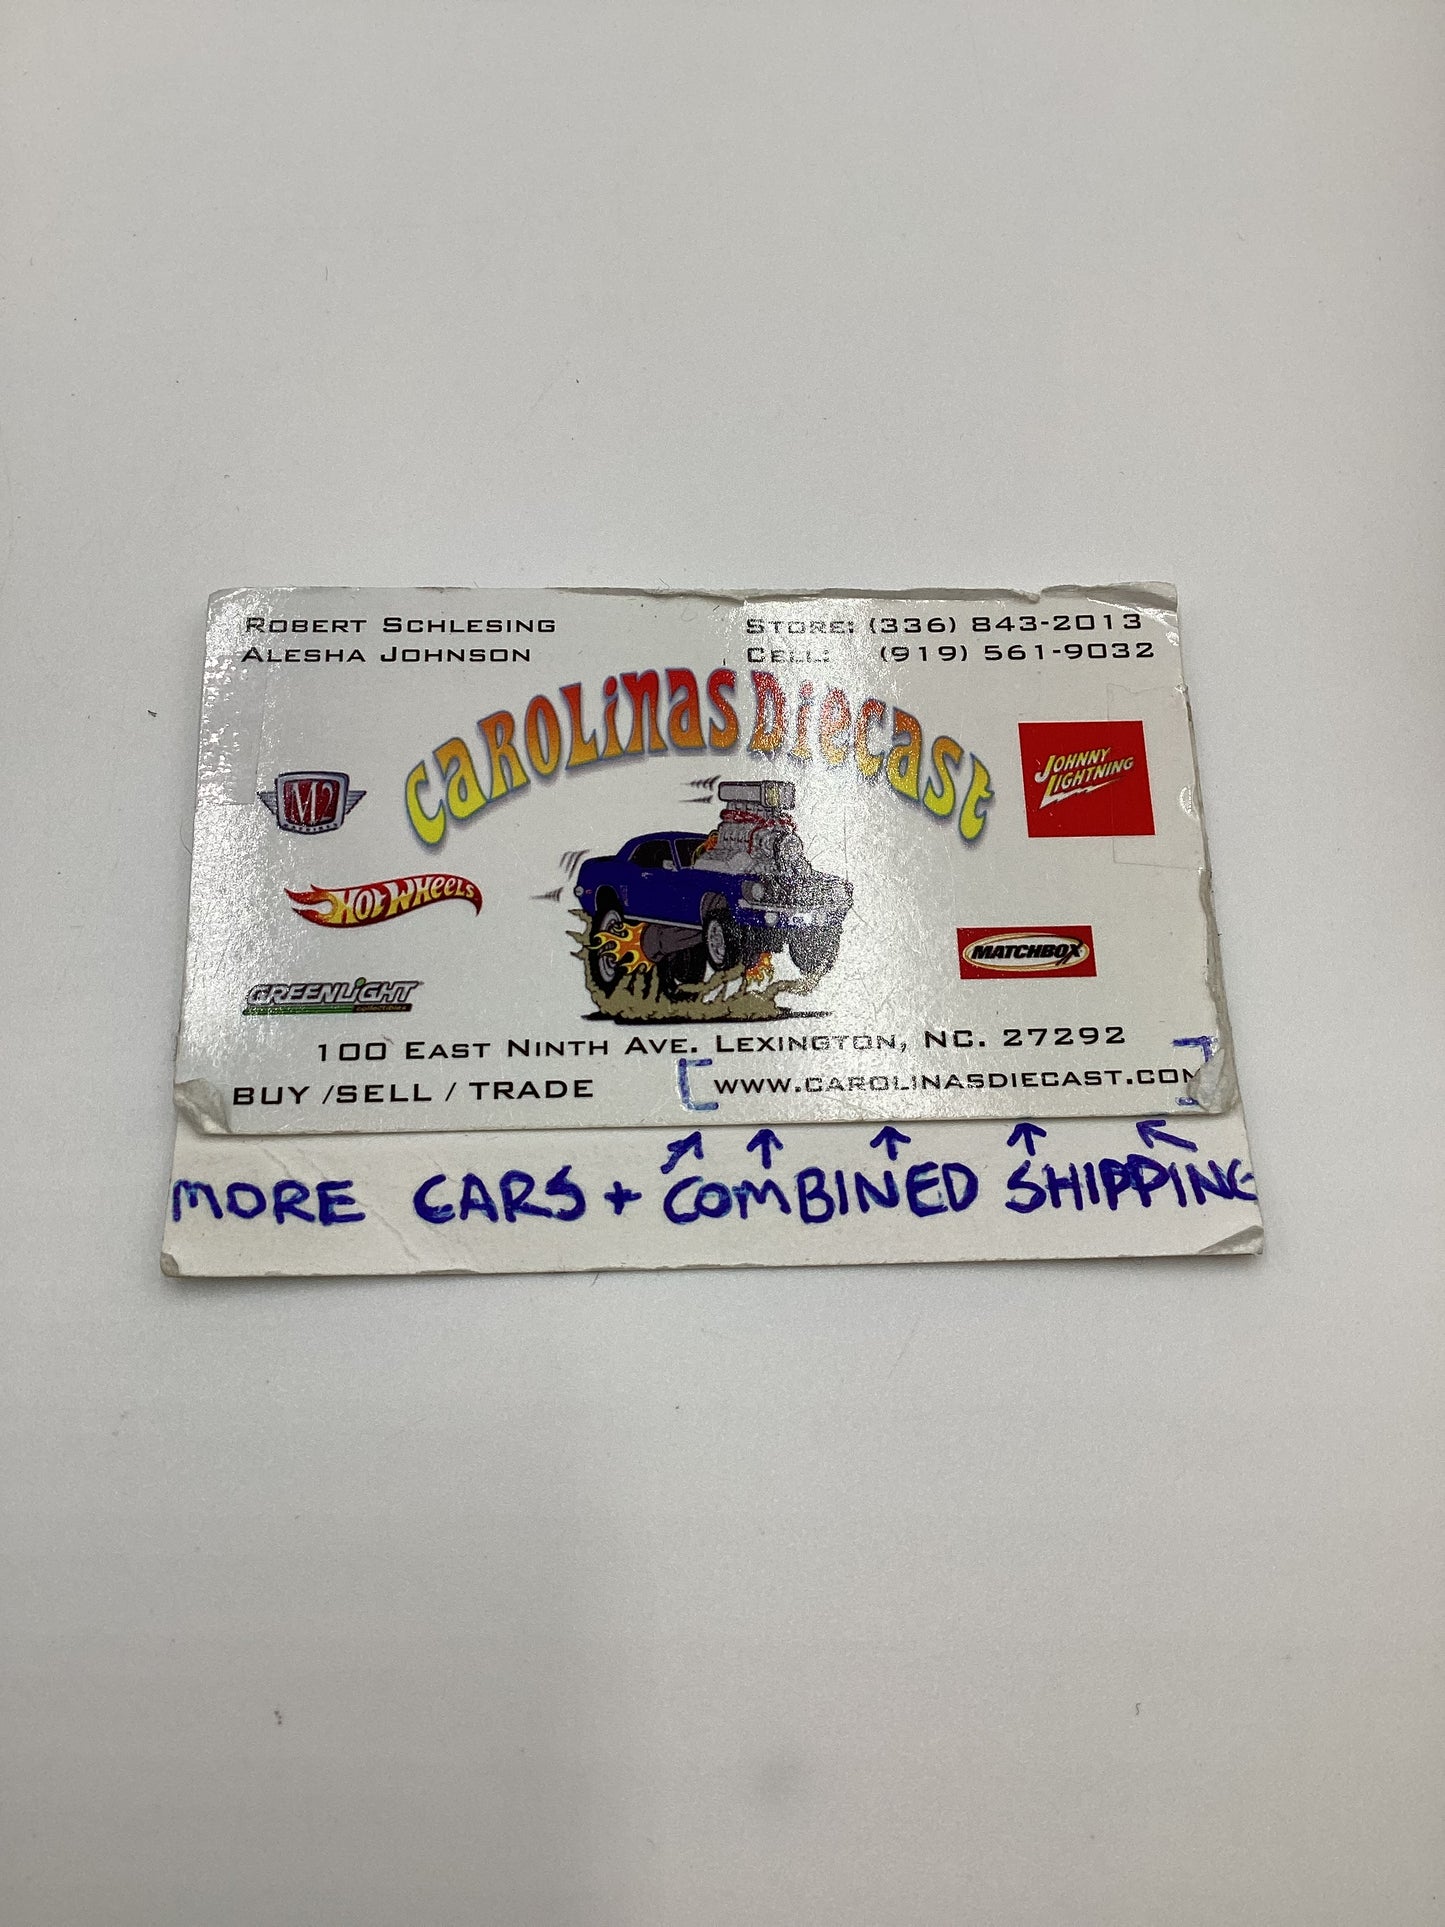 ROBERT SCHLESING
ALESHA JOHNSON
STORE: (336) 843-2013
CELL: (919) 561-9032
CAROLINAS DIECAST
M2
MACHINES
JOHNNY
LIGHTNING
HOT WHEELS
MATCHBOX
GREENLIGHT
COLLECTIBLES
100 EAST NINTH AVE. LEXINGTON, NC. 27292
BUY /SELL / TRADE
[WWW.CAROLINASDIECAST.COM]
MORE CARS + COMBINED SHIPPING